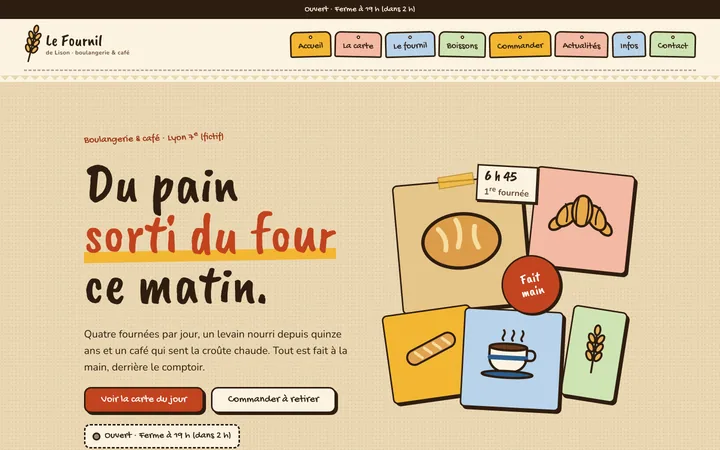 Ouvert · Ferme à 19 h (dans 2 h)
Le Fournil
de Lison · boulangerie & café
Accueil
La carte
Le fournil
Boissons
Commander
Actualités
Infos
Contact
Boulangerie & café · Lyon 7e (fictif)
Du pain
sorti du four
ce matin.
Quatre fournées par jour, un levain nourri depuis quinze
ans et un café qui sent la croûte chaude. Tout est fait à la
main, derrière le comptoir.
Voir la carte du jour
Commander à retirer
Ouvert · Ferme à 19 h (dans 2 h)
6 h 45
1re fournée
Fait
main